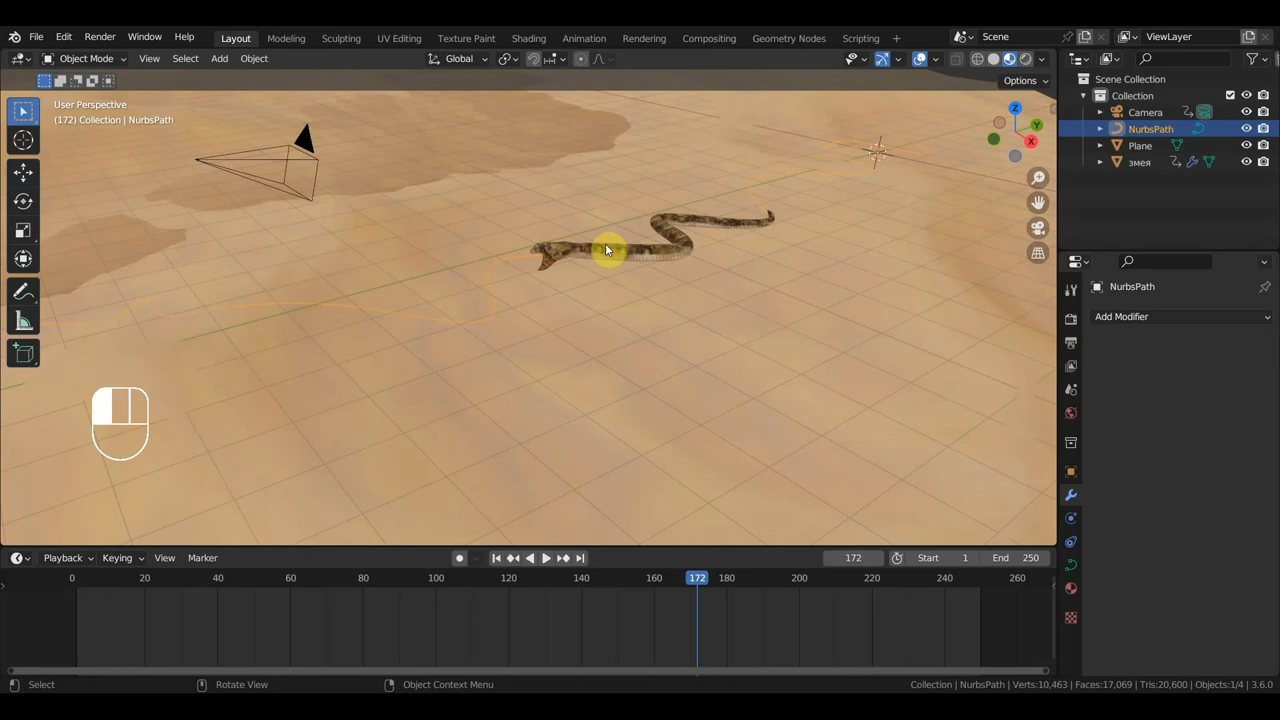 File Edit Render Window Help
Layout Modeling Sculpting UV Editing Texture Paint Shading Animation Rendering Compositing Geometry Nodes Scripting +
Scene
ViewLayer
Object Mode View Select Add Object
Global
Options
User Perspective
(172) Collection | NurbsPath
Z
Y
X
Scene Collection
Collection
Camera
NurbsPath
Plane
змея
NurbsPath
Add Modifier
Playback Keying View Marker
172
Start 1
End 250
0 20 40 60 80 100 120 140 160 172 180 200 220 240 260
Select
Rotate View
Object Context Menu
Collection | NurbsPath | Verts:10,463 | Faces:17,069 | Tris:20,600 | Objects:1/4 | 3.6.0